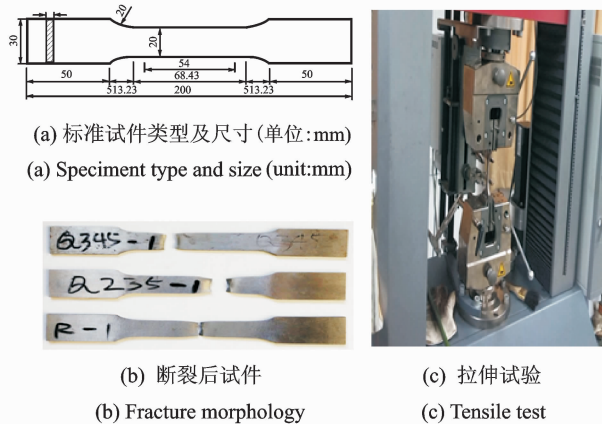 20
30
20
54
50
68.43
50
513.23
200
513.23
(a) 标准试件类型及尺寸(单位:mm)
(a) Speciment type and size (unit:mm)
Q345-1
Q345
Q235-1
R-1
(b) 断裂后试件
(b) Fracture morphology
(c) 拉伸试验
(c) Tensile test